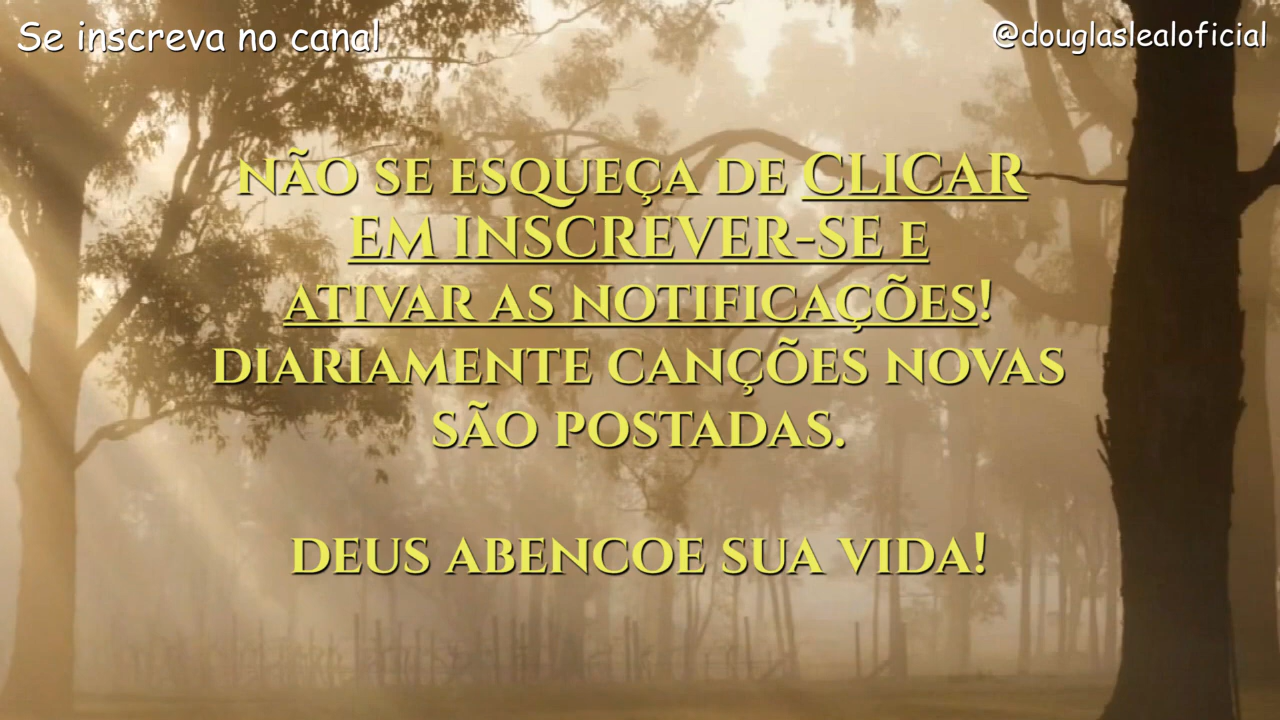 Se inscreva no canal
@douglaslealoficial
NÃO SE ESQUEÇA DE CLICAR
EM INSCREVER-SE E
ATIVAR AS NOTIFICAÇÕES!
DIARIAMENTE CANÇÕES NOVAS
SÃO POSTADAS.
DEUS ABENCOE SUA VIDA!